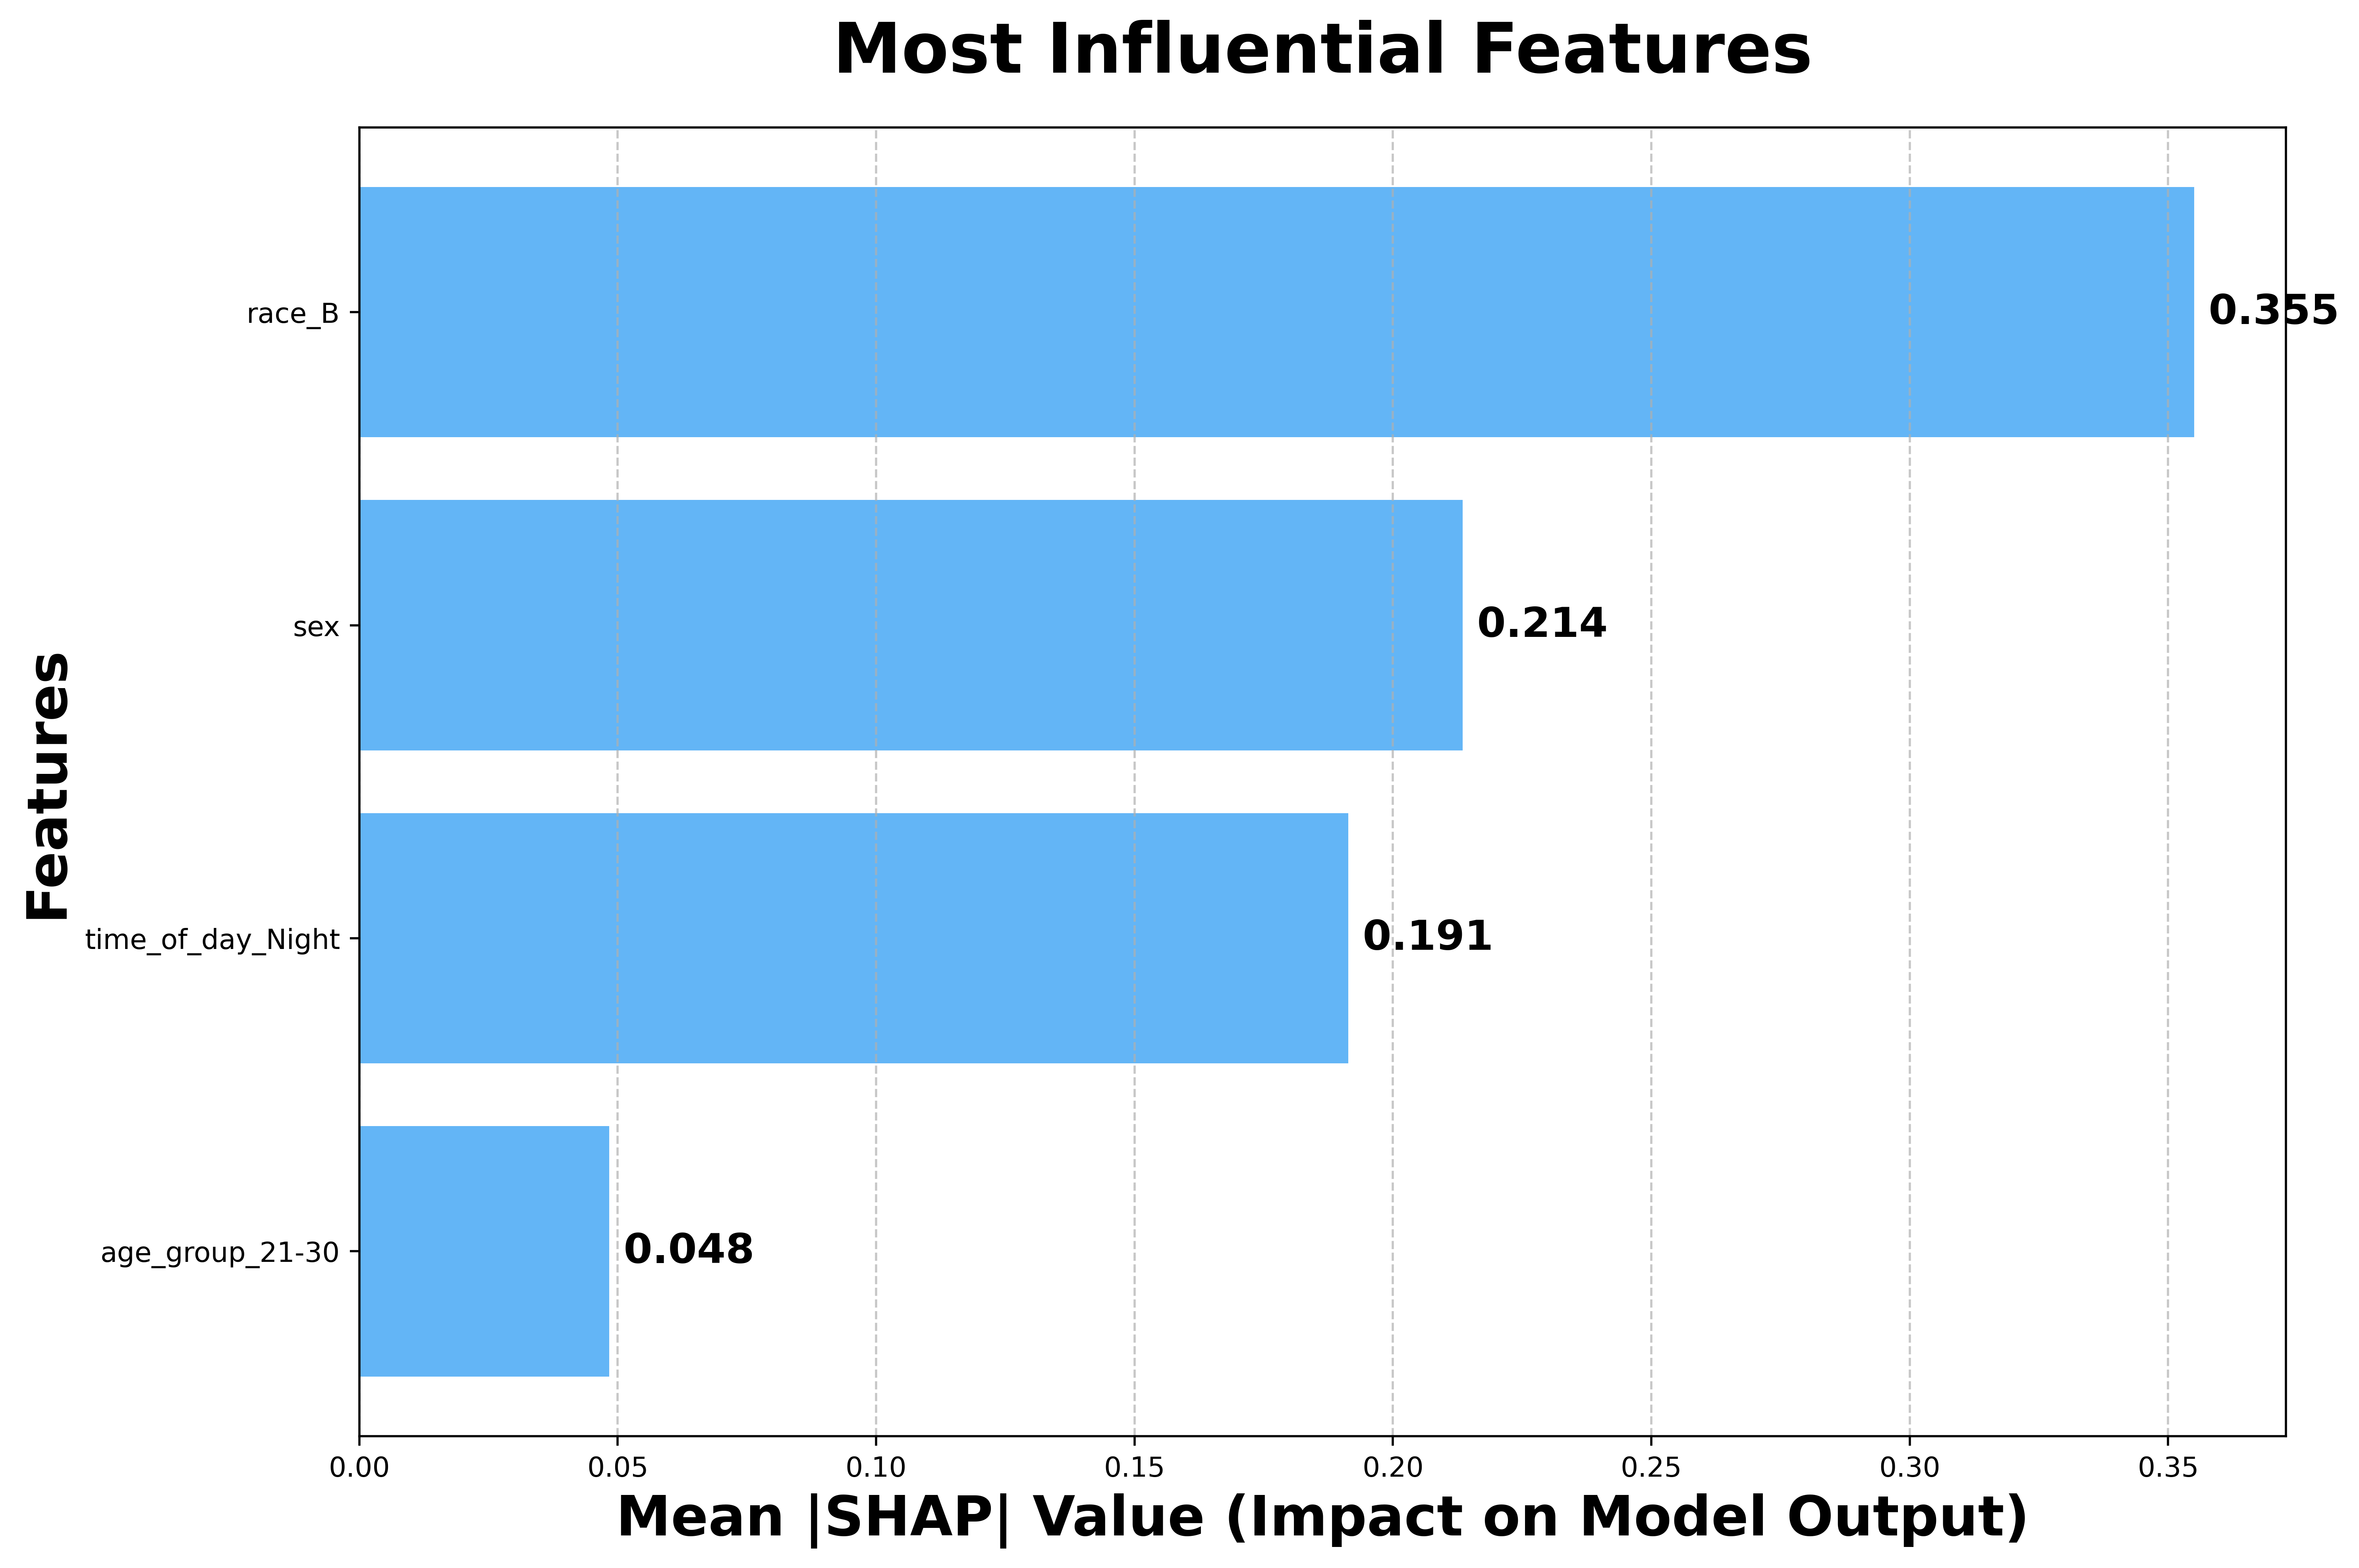 Most Influential Features
race_B
0.355
sex
0.214
Features
time_of_day_Night
0.191
age_group_21-30
0.048
0.00 0.05 0.10 0.15 0.20 0.25 0.30 0.35
Mean |SHAP| Value (Impact on Model Output)